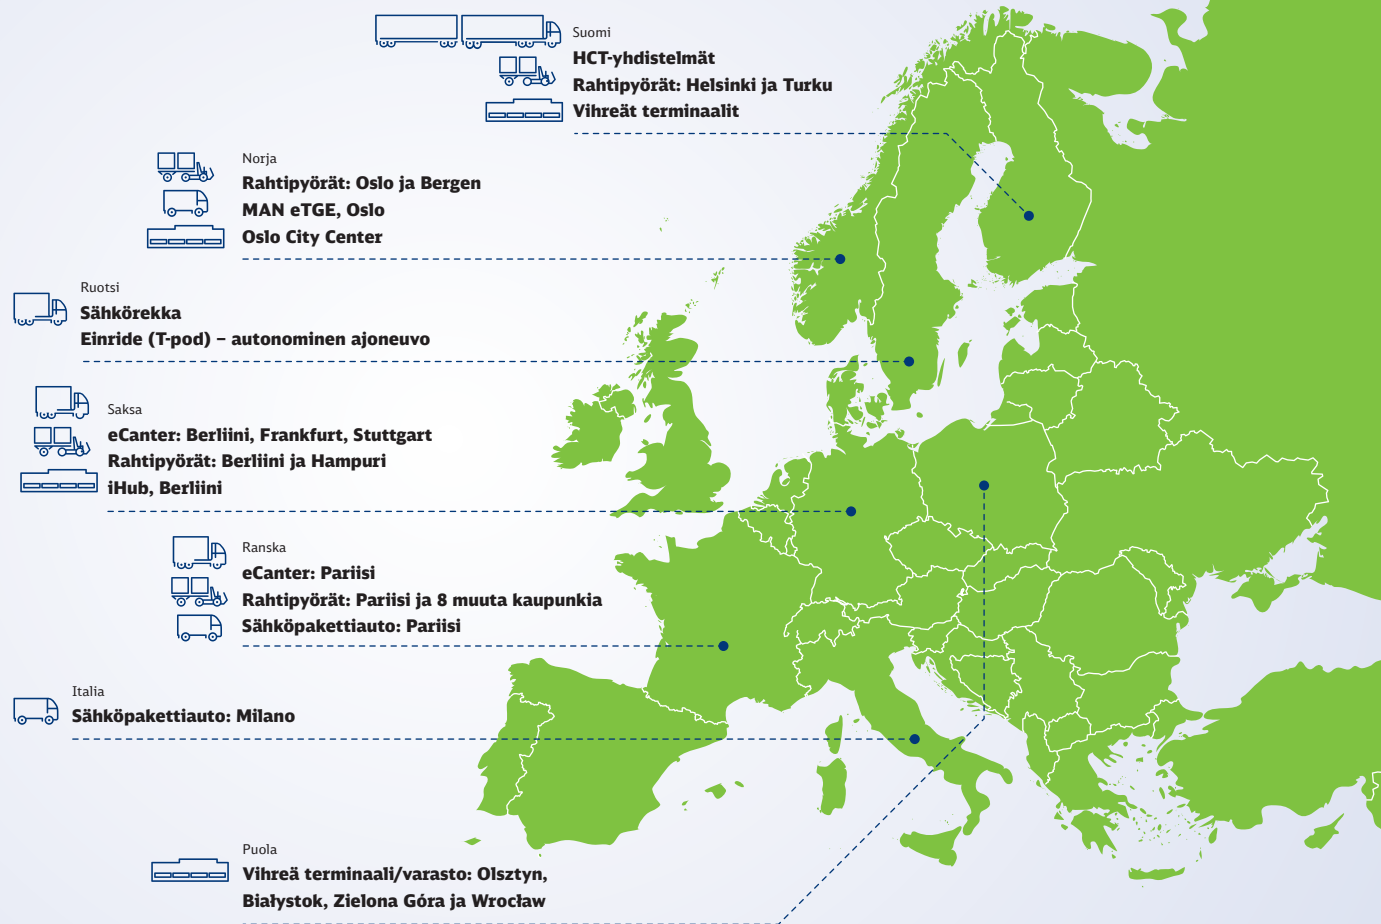 Suomi
HCT-yhdistelmät
Rahtipyörät: Helsinki ja Turku
Vihreät terminaalit
Norja
Rahtipyörät: Oslo ja Bergen
MAN eTGE, Oslo
Oslo City Center
Ruotsi
Sähkörekka
Einride (T-pod) – autonominen ajoneuvo
Saksa
eCanter: Berliini, Frankfurt, Stuttgart
Rahtipyörät: Berliini ja Hampuri
iHub, Berliini
Ranska
eCanter: Pariisi
Rahtipyörät: Pariisi ja 8 muuta kaupunkia
Sähköpakettiauto: Pariisi
Italia
Sähköpakettiauto: Milano
Puola
Vihreä terminaali/varasto: Olsztyn,
Białystok, Zielona Góra ja Wrocław